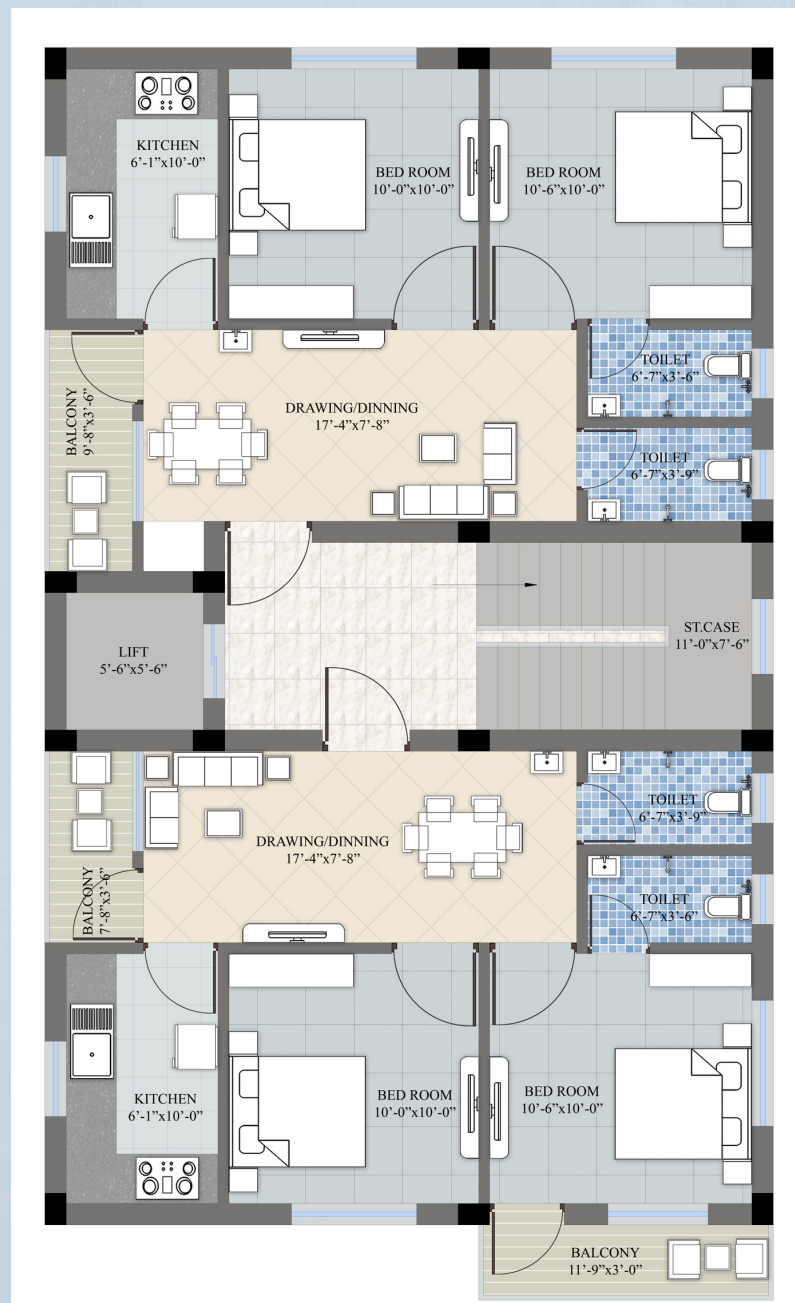 KITCHEN
6’-1”x10’-0”
BED ROOM
10’-0”x10’-0”
BED ROOM
10’-6”x10’-0”
TOILET
6’-7”x3’-6”
BALCONY
9’-8”x3’-6”
DRAWING/DINNING
17’-4”x7’-8”
TOILET
6’-7”x3’-9”
LIFT
5’-6”x5’-6”
ST.CASE
11’-0”x7’-6”
TOILET
6’-7”x3’-9”
DRAWING/DINNING
17’-4”x7’-8”
BALCONY
7’-8”x3’-6”
TOILET
6’-7”x3’-6”
KITCHEN
6’-1”x10’-0”
BED ROOM
10’-0”x10’-0”
BED ROOM
10’-6”x10’-0”
BALCONY
11’-9”x3’-0”